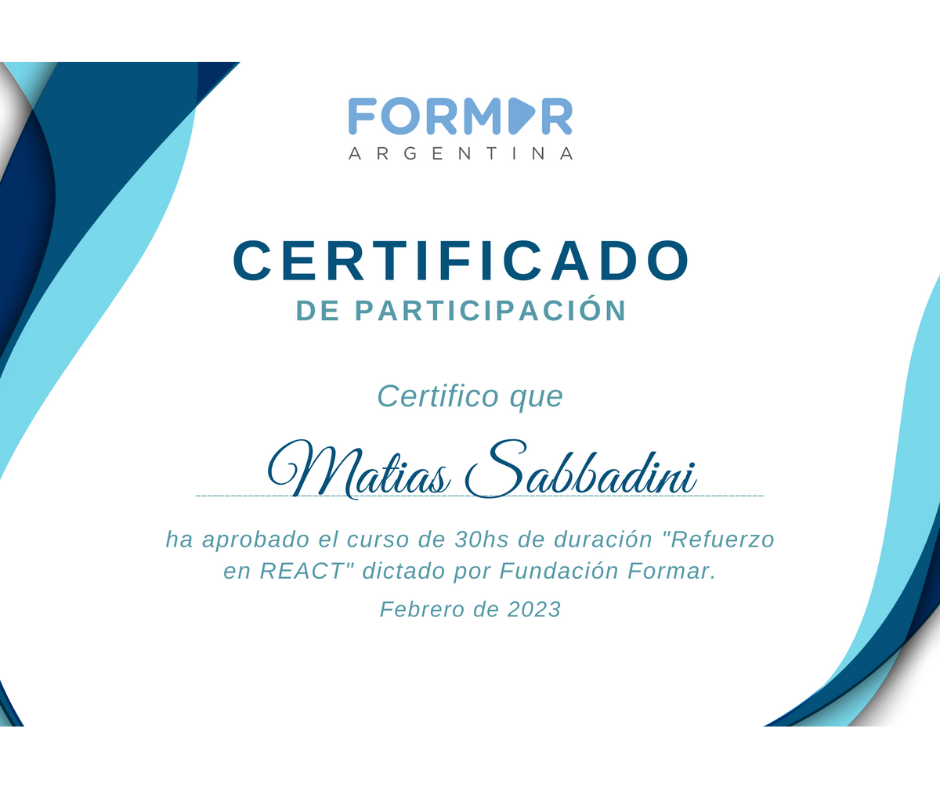 FORMAR
ARGENTINA
CERTIFICADO
DE PARTICIPACIÓN
Certifico que
Matias Sabbadini
ha aprobado el curso de 30hs de duración "Refuerzo
en REACT" dictado por Fundación Formar.
Febrero de 2023